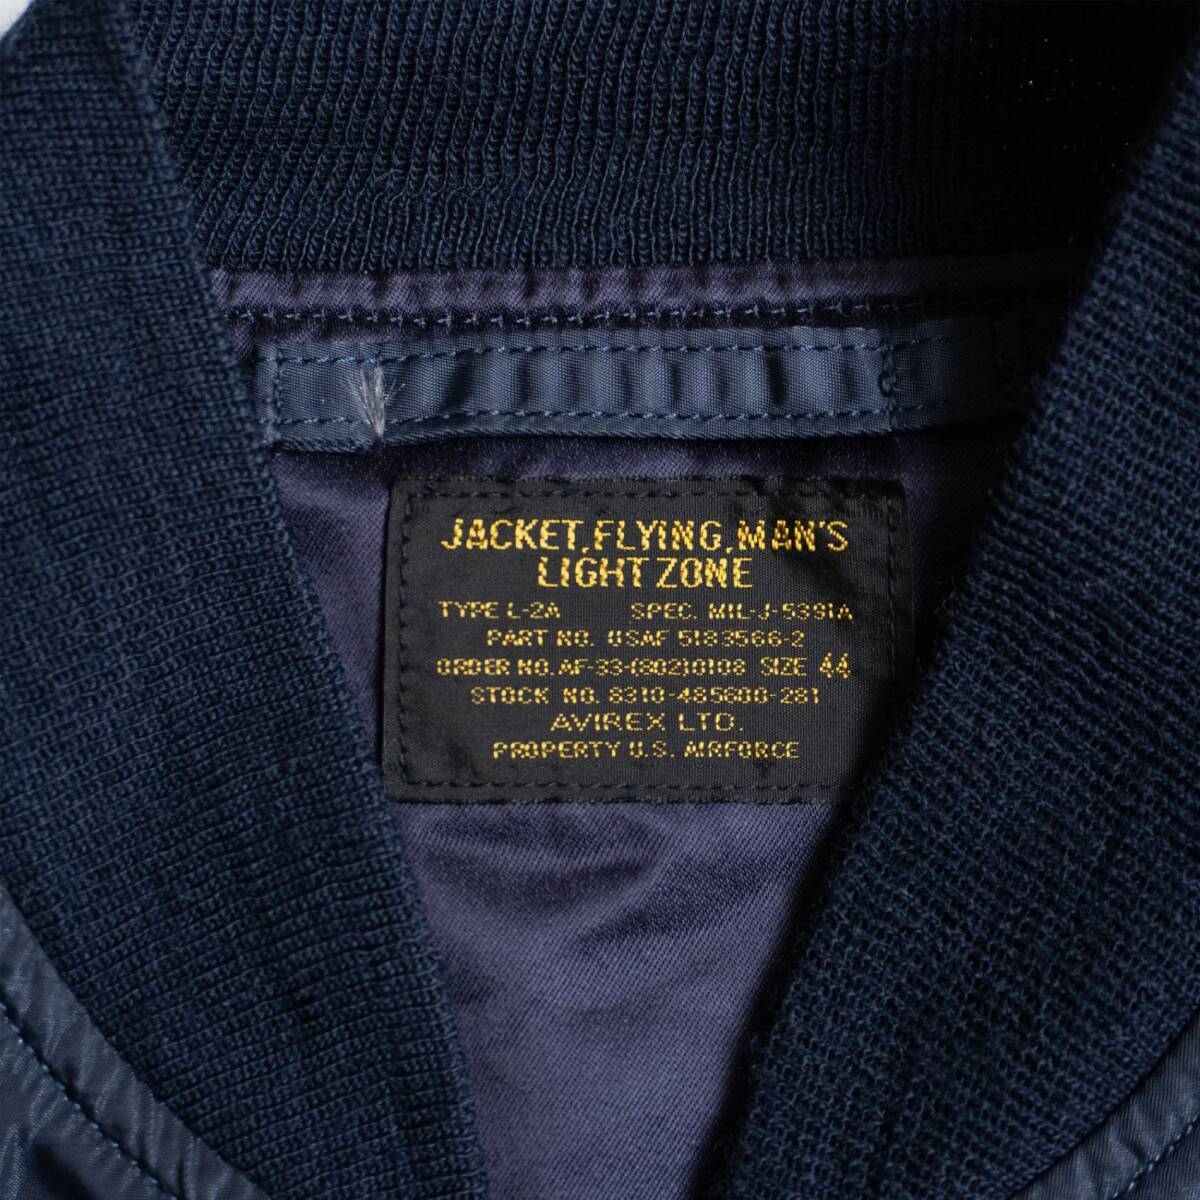 JACKET, FLYING, MAN'S
LIGHT ZONE
TYPE L-2A SPEC. MIL-J-5391A
PART NO. USAF 5183566-2
ORDER NO. AF-33-(802)0108 SIZE 44
STOCK NO. 8310-485600-281
AVIREX LTD.
PROPERTY U.S. AIRFORCE